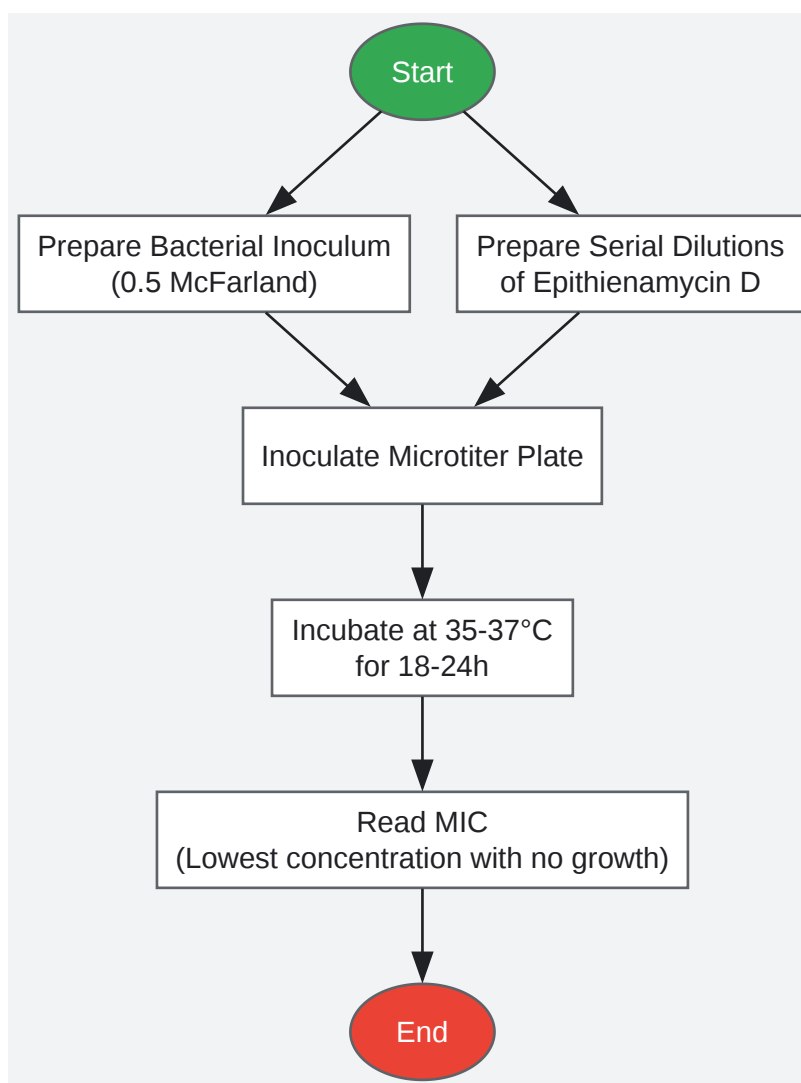 Start
Prepare Bacterial Inoculum
(0.5 McFarland)
Prepare Serial Dilutions
of Epithienamycin D
Inoculate Microtiter Plate
Incubate at 35-37°C
for 18-24h
Read MIC
(Lowest concentration with no growth)
End